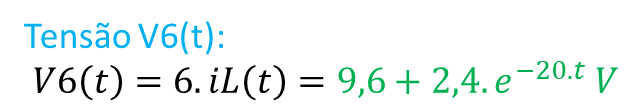 Tensão V6(t):
V6(t) = 6.iL(t) = 9,6 + 2,4.e^{−20.t} V